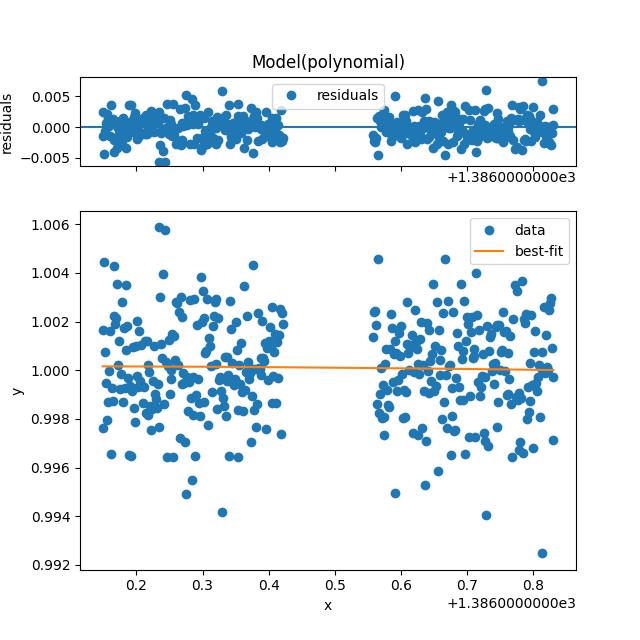 Model(polynomial)
residuals
0.005
0.000
−0.005
residuals
+1.3860000000e3
1.006
1.004
1.002
1.000
0.998
0.996
0.994
0.992
y
data
best-fit
0.2 0.3 0.4 0.5 0.6 0.7 0.8
x
+1.3860000000e3